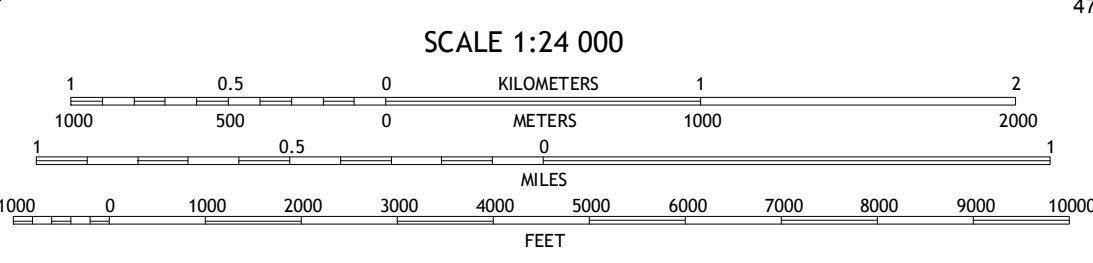 47
SCALE 1:24 000
1 0.5 0 KILOMETERS 1 2
1000 500 0 METERS 1000 2000
1 0.5 0 1
MILES
1000 0 1000 2000 3000 4000 5000 6000 7000 8000 9000 10000
FEET